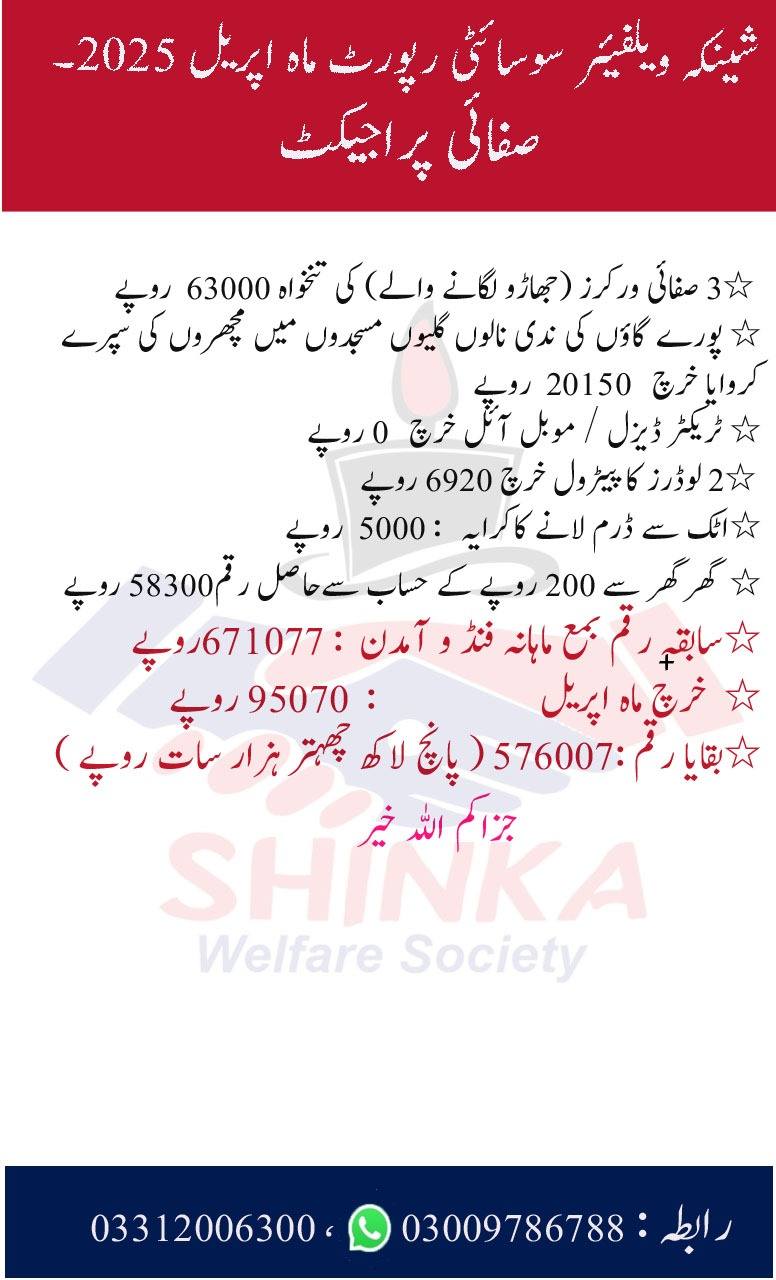 شینکہ ویلفیئر سوسائٹی رپورٹ ماہ اپریل 2025۔
صفائی پراجیکٹ
☆3 صفائی ورکرز (جھاڑو لگانے والے) کی تنخواہ 63000 روپے
☆ پورے گاؤں کی ندی نالوں گلیوں مسجدوں میں مچھروں کی سپرے
کروایا خرچ 20150 روپے
☆ ٹریکٹر ڈیزل / موبل آئل خرچ 0 روپے
☆2 لوڈرز کا پیٹرول خرچ 6920 روپے
☆اٹک سے ڈرم لانے کا کرایہ : 5000 روپے
☆ گھر گھر سے 200 روپے کے حساب سے حاصل رقم 58300 روپے
☆سابقہ رقم بمع ماہانہ فنڈ و آمدن : 671077روپے
+
☆ خرچ ماہ اپریل : 95070 روپے
☆بقایا رقم :576007 ( پانچ لاکھ چھہتر ہزار سات روپے )
جزاکم اللہ خیر
SHINKA
Welfare Society
رابطہ : 03009786788 ، 03312006300